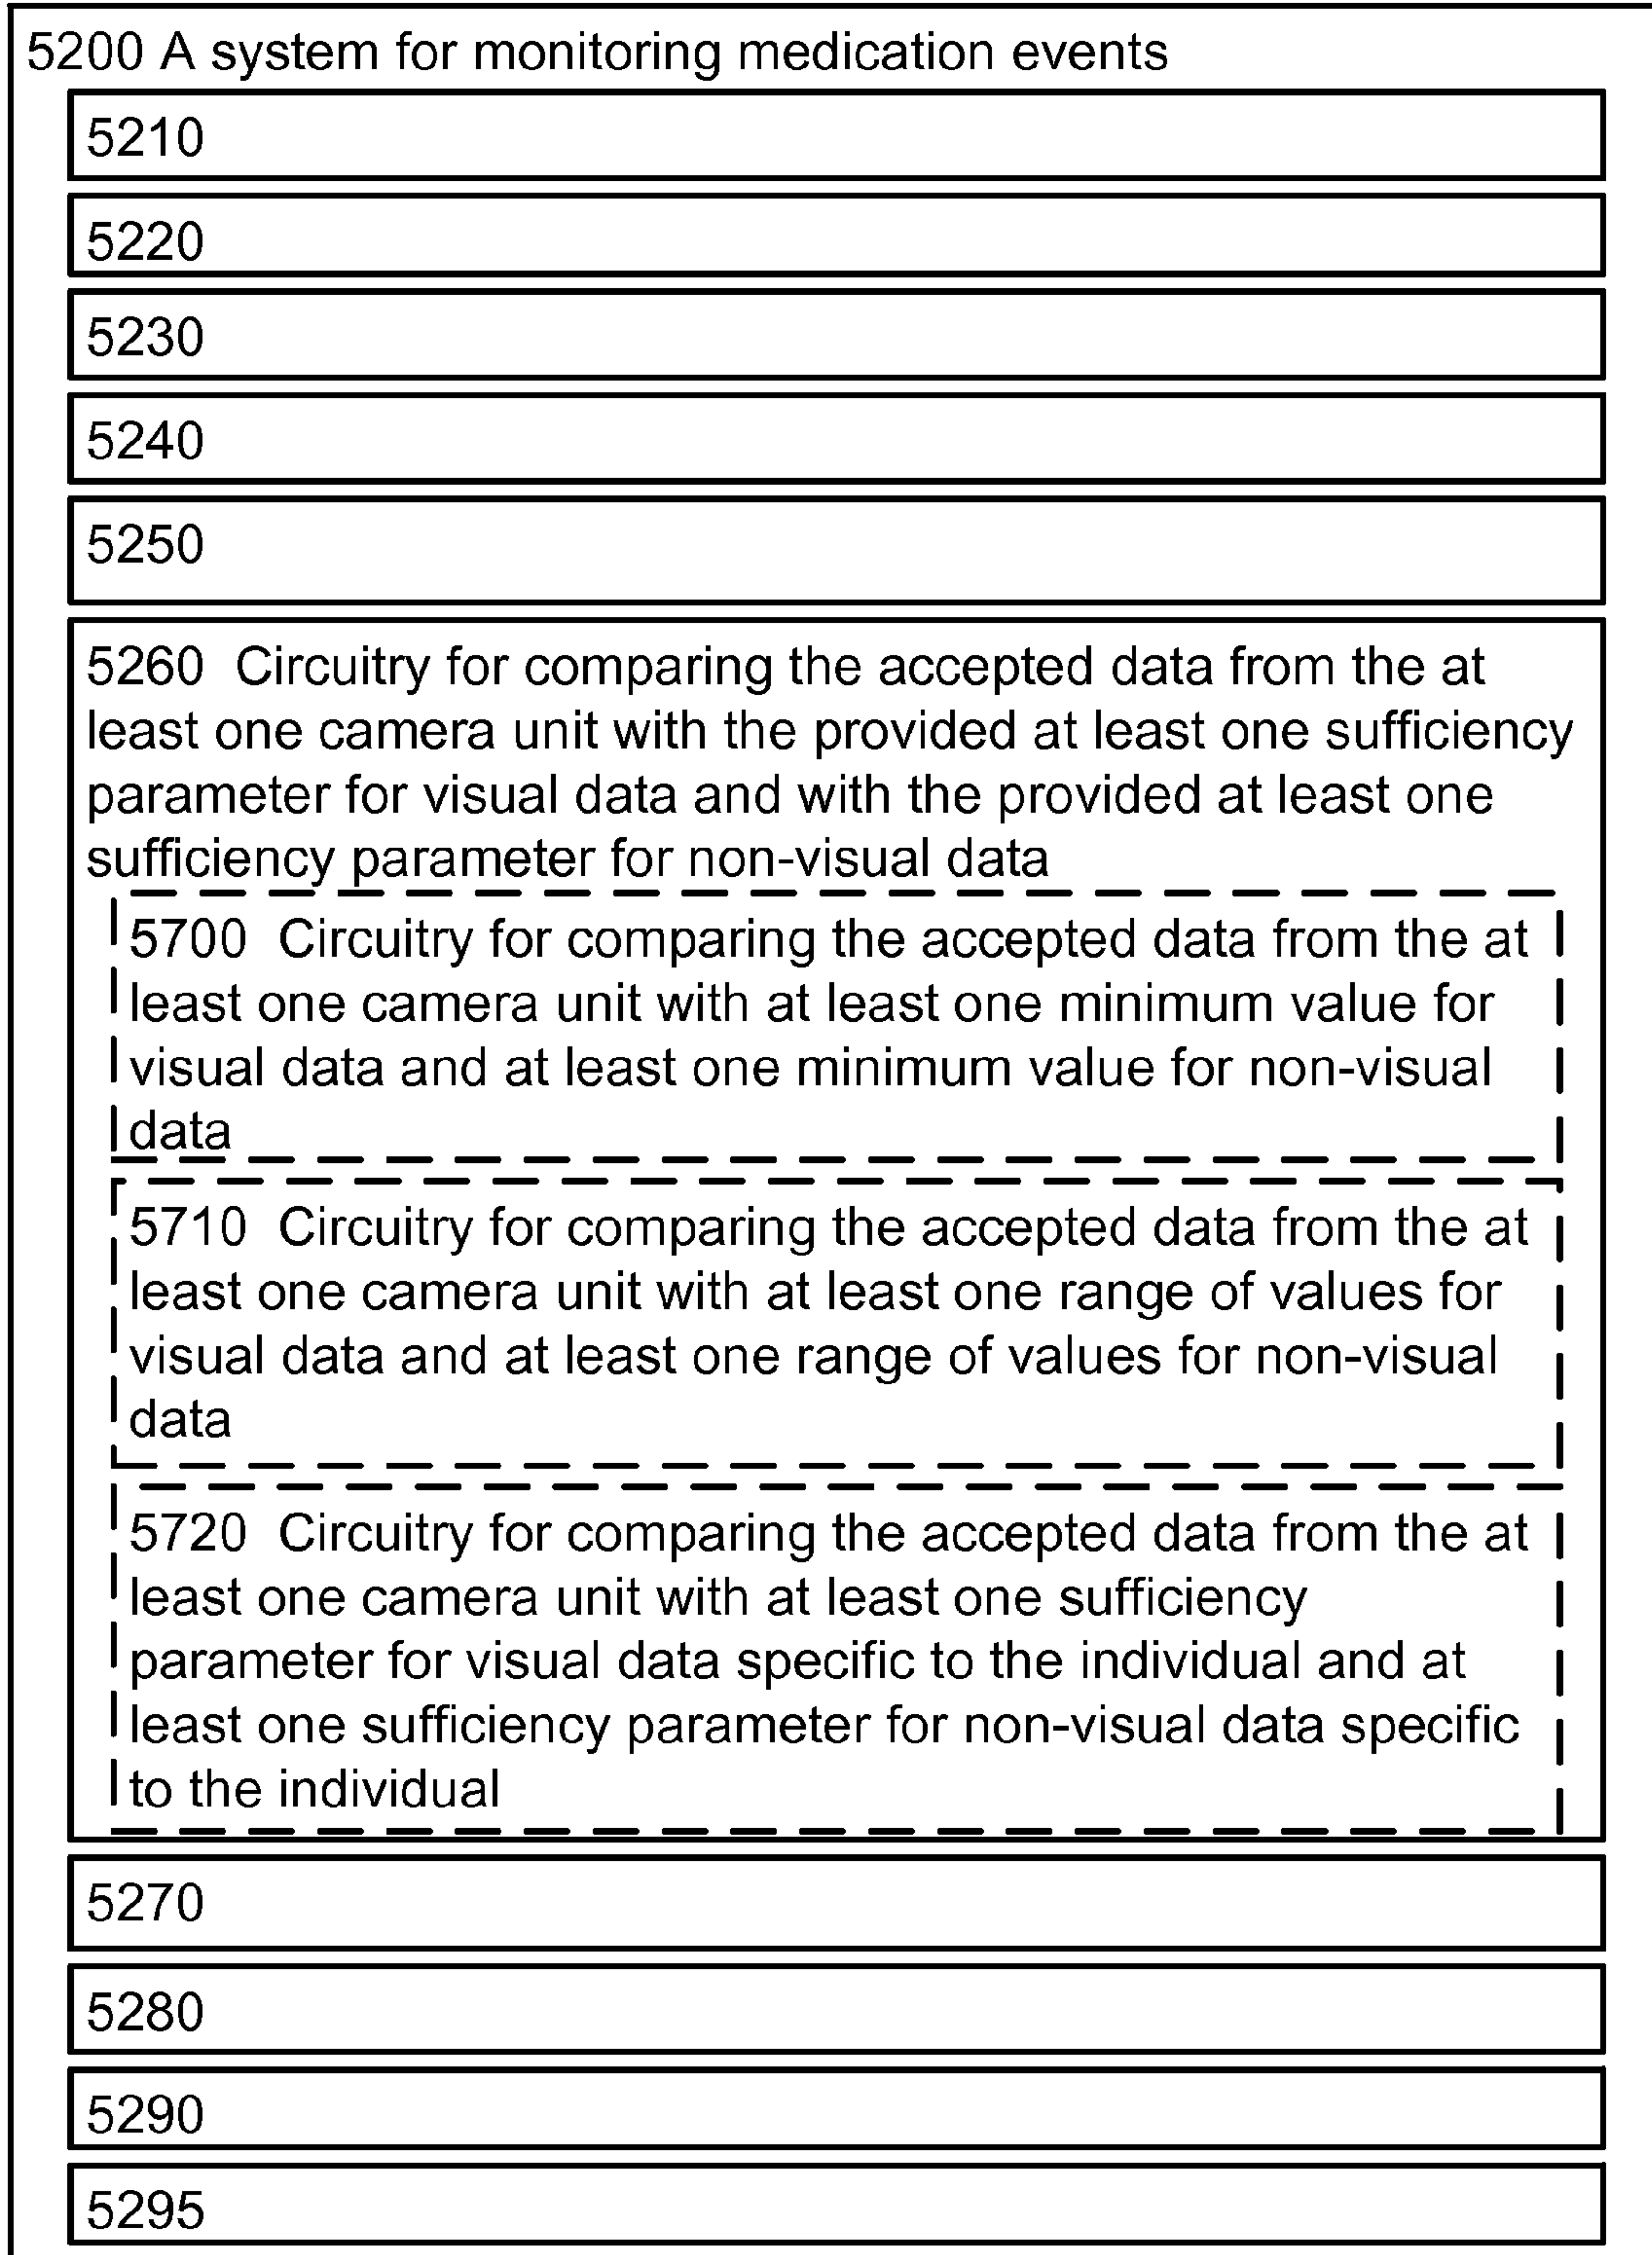 5200 A system for monitoring medication events
5210
5220
5230
5240
5250
5260 Circuitry for comparing the accepted data from the at
least one camera unit with the provided at least one sufficiency
parameter for visual data and with the provided at least one
sufficiency parameter for non-visual data
5700 Circuitry for comparing the accepted data from the at
least one camera unit with at least one minimum value for
visual data and at least one minimum value for non-visual
data
5710 Circuitry for comparing the accepted data from the at
least one camera unit with at least one range of values for
visual data and at least one range of values for non-visual
data
5720 Circuitry for comparing the accepted data from the at
least one camera unit with at least one sufficiency
parameter for visual data specific to the individual and at
least one sufficiency parameter for non-visual data specific
to the individual
5270
5280
5290
5295